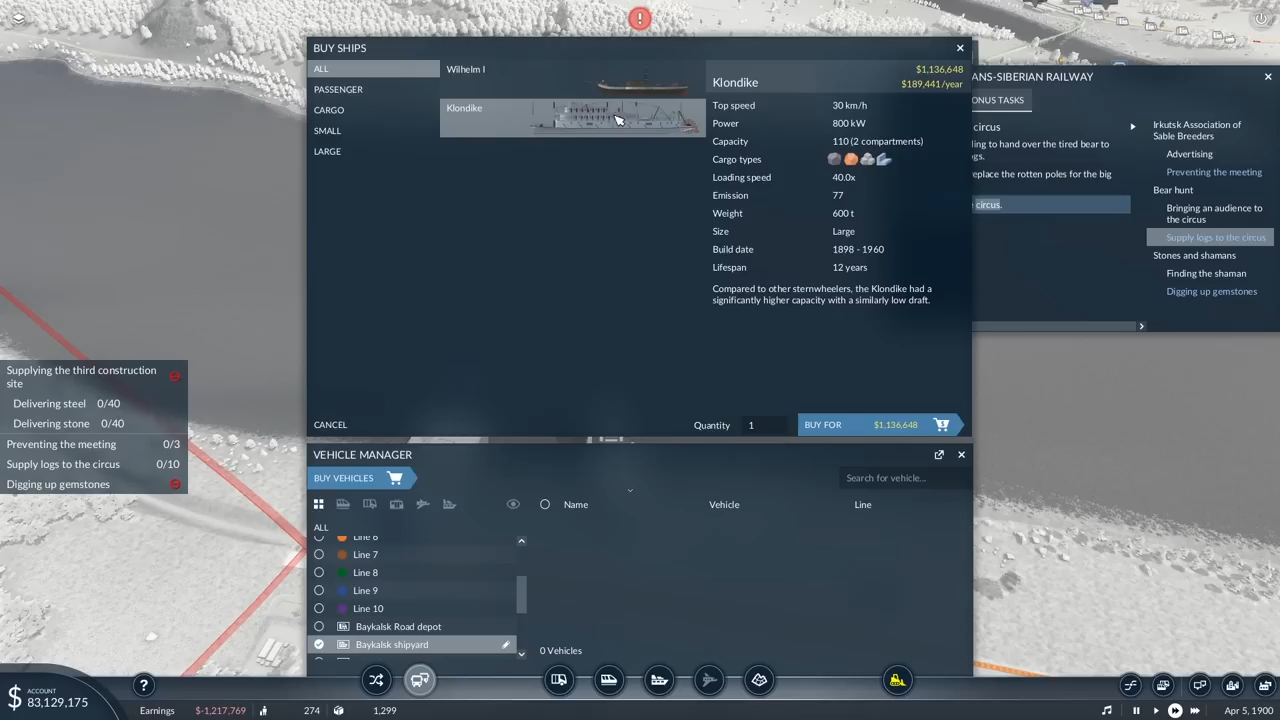 BUY SHIPS
ALL
PASSENGER
CARGO
SMALL
LARGE
Wilhelm I
Klondike
Klondike
$1,136,648
$189,441/year
Top speed 30 km/h
Power 800 kW
Capacity 110 (2 compartments)
Cargo types
Loading speed 40.0x
Emission 77
Weight 600 t
Size Large
Build date 1898 - 1960
Lifespan 12 years
Compared to other sternwheelers, the Klondike had a
significantly higher capacity with a similarly low draft.
CANCEL
Quantity 1
BUY FOR $1,136,648
ANS-SIBERIAN RAILWAY
ONUS TASKS
circus
ling to hand over the tired bear to
gs.
replace the rotten poles for the big
circus.
Irkutsk Association of
Sable Breeders
Advertising
Preventing the meeting
Bear hunt
Bringing an audience to
the circus
Supply logs to the circus
Stones and shamans
Finding the shaman
Digging up gemstones
Supplying the third construction
site
Delivering steel 0/40
Delivering stone 0/40
Preventing the meeting 0/3
Supply logs to the circus 0/10
Digging up gemstones
VEHICLE MANAGER
BUY VEHICLES
Search for vehicle...
Name Vehicle Line
ALL
Line 6
Line 7
Line 8
Line 9
Line 10
Baykalsk Road depot
Baykalsk shipyard
0 Vehicles
$ ACCOUNT
83,129,175
?
Earnings $-1,217,769
274
1,299
Apr 5, 1900